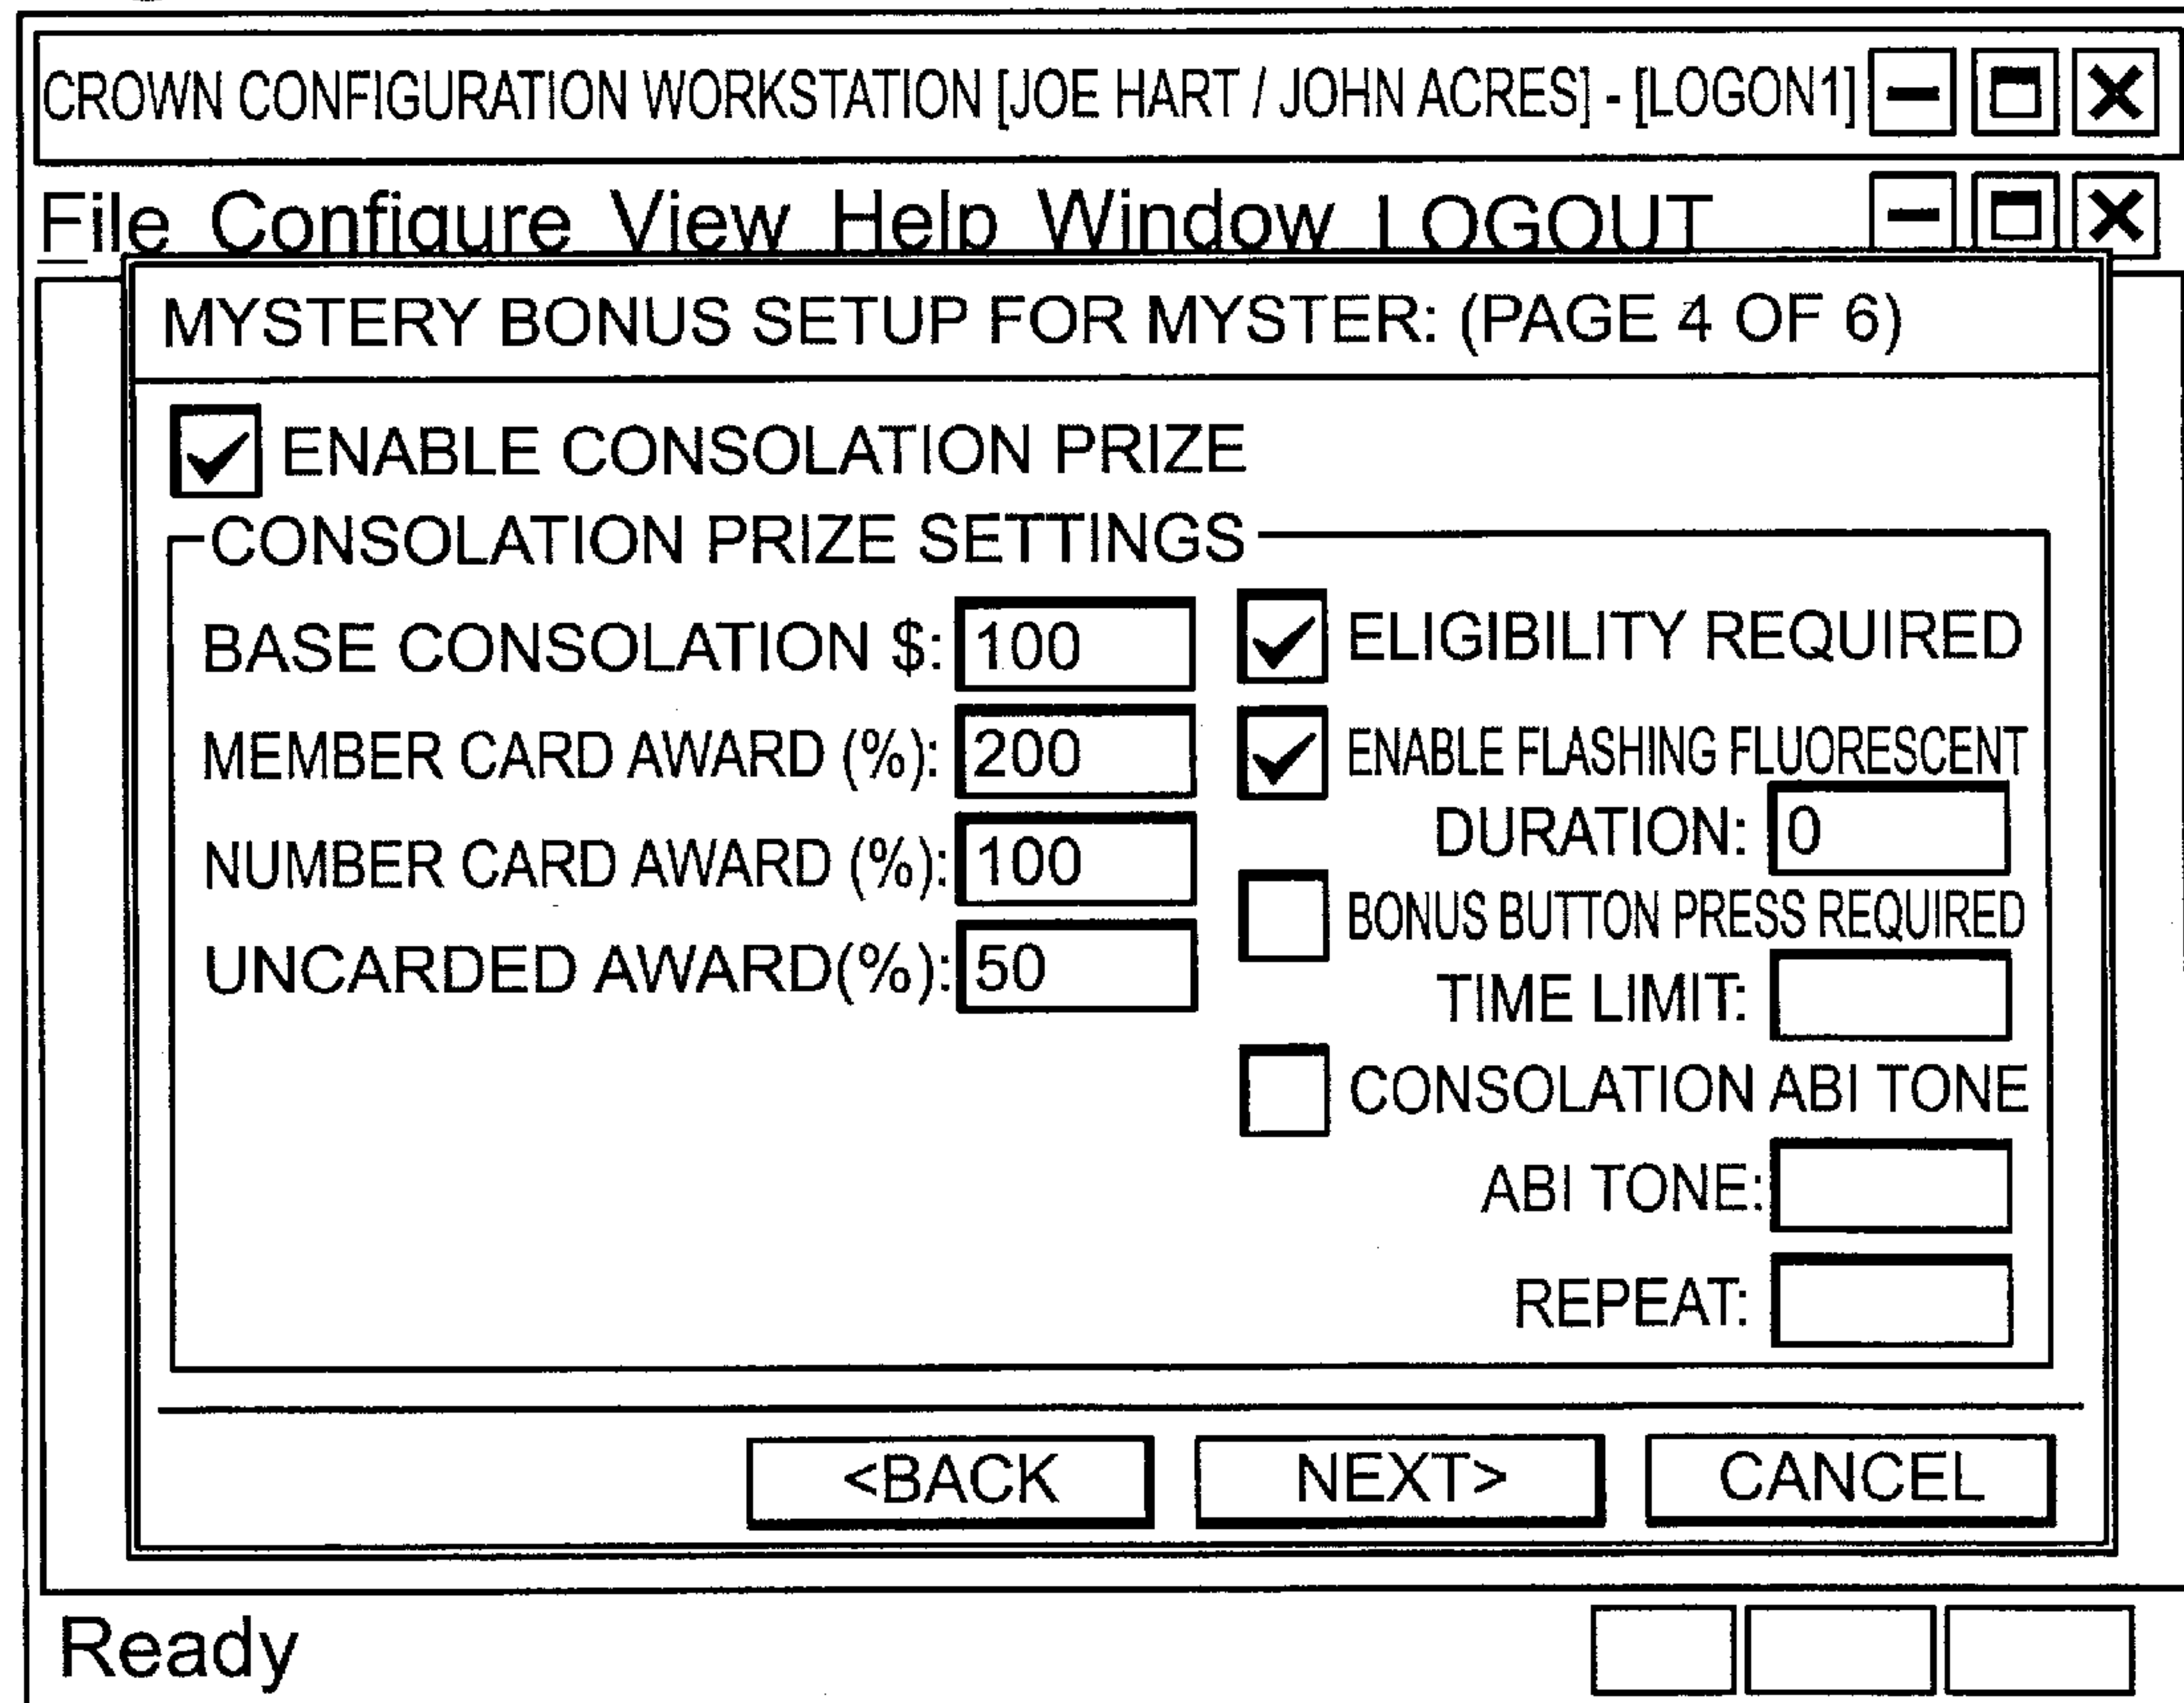 CROWN CONFIGURATION WORKSTATION [JOE HART / JOHN ACRES] - [LOGON1]
File Configure View Help Window LOGOUT
MYSTERY BONUS SETUP FOR MYSTER: (PAGE 4 OF 6)
ENABLE CONSOLATION PRIZE
CONSOLATION PRIZE SETTINGS
BASE CONSOLATION $: 100
MEMBER CARD AWARD (%): 200
NUMBER CARD AWARD (%): 100
UNCARDED AWARD(%): 50
ELIGIBILITY REQUIRED
ENABLE FLASHING FLUORESCENT
DURATION: 0
BONUS BUTTON PRESS REQUIRED
TIME LIMIT:
CONSOLATION ABI TONE
ABI TONE:
REPEAT:
<BACK NEXT> CANCEL
Ready